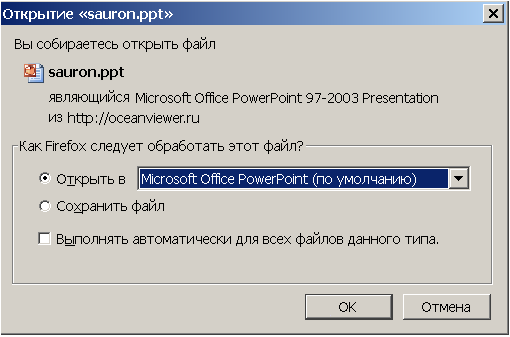 Открытие «sauron.ppt»
Вы собираетесь открыть файл
sauron.ppt
являющийся Microsoft Office PowerPoint 97-2003 Presentation
из http://oceanviewer.ru
Как Firefox следует обработать этот файл?
Открыть в Microsoft Office PowerPoint (по умолчанию)
Сохранить файл
Выполнять автоматически для всех файлов данного типа.
OK Отмена